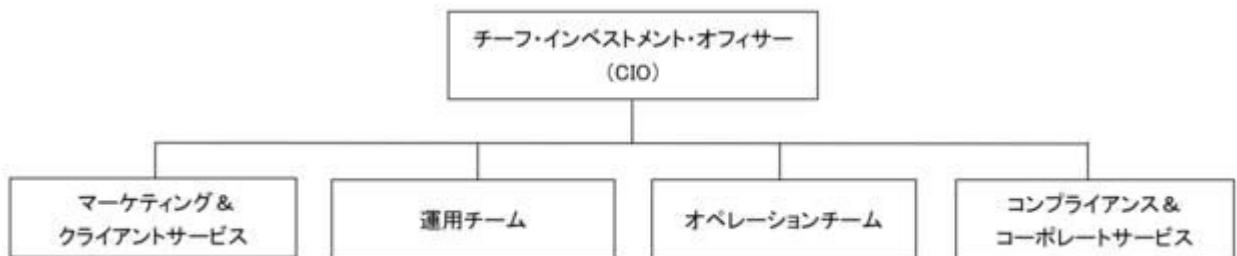 チーフ・インベストメント・オフィサー
(CIO)
マーケティング&
クライアントサービス
運用チーム
オペレーションチーム
コンプライアンス&
コーポレートサービス